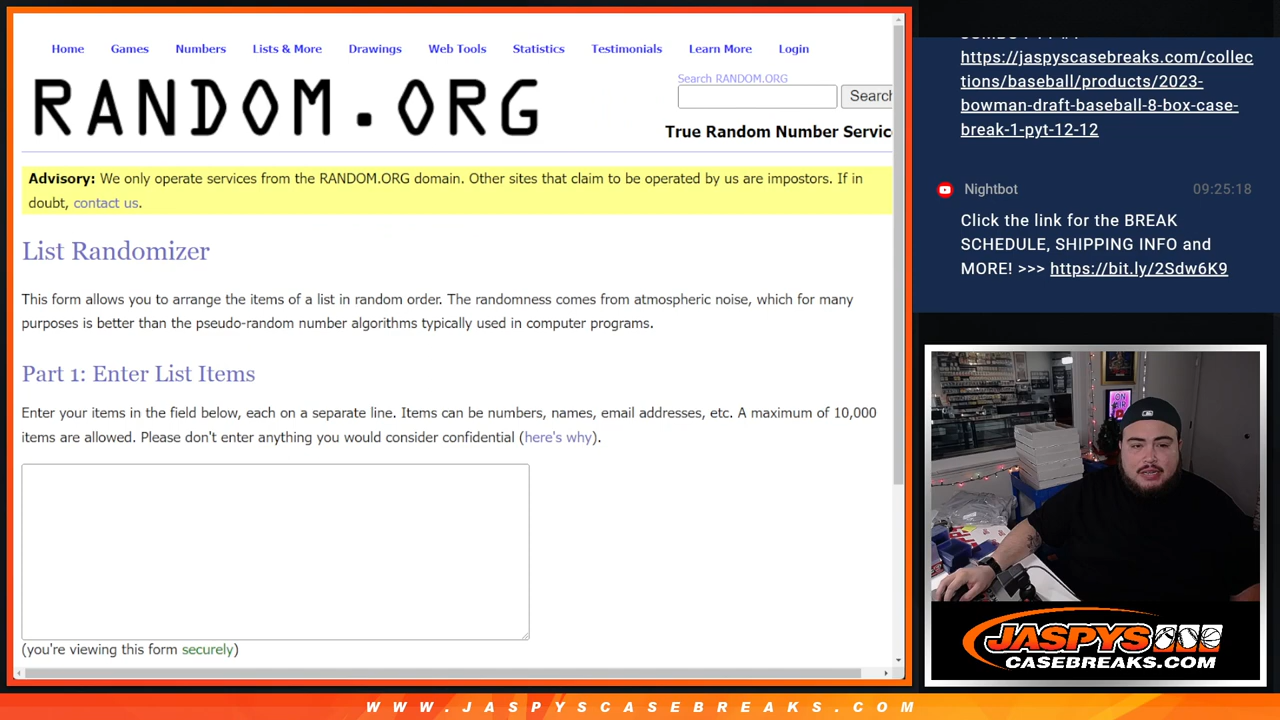 Home Games Numbers Lists & More Drawings Web Tools Statistics Testimonials Learn More Login
RANDOM.ORG
Search RANDOM.ORG
Search
True Random Number Servic
Advisory: We only operate services from the RANDOM.ORG domain. Other sites that claim to be operated by us are impostors. If in
doubt, contact us.
List Randomizer
This form allows you to arrange the items of a list in random order. The randomness comes from atmospheric noise, which for many
purposes is better than the pseudo-random number algorithms typically used in computer programs.
Part 1: Enter List Items
Enter your items in the field below, each on a separate line. Items can be numbers, names, email addresses, etc. A maximum of 10,000
items are allowed. Please don't enter anything you would consider confidential (here's why).
(you're viewing this form securely)
https://jaspyscasebreaks.com/collec
tions/baseball/products/2023-
bowman-draft-baseball-8-box-case-
break-1-pyt-12-12
Nightbot 09:25:18
Click the link for the BREAK
SCHEDULE, SHIPPING INFO and
MORE! >>> https://bit.ly/2Sdw6K9
ON AIR
JASPYS
CASEBREAKS.COM
WWW.JASPYSCASEBREAKS.COM